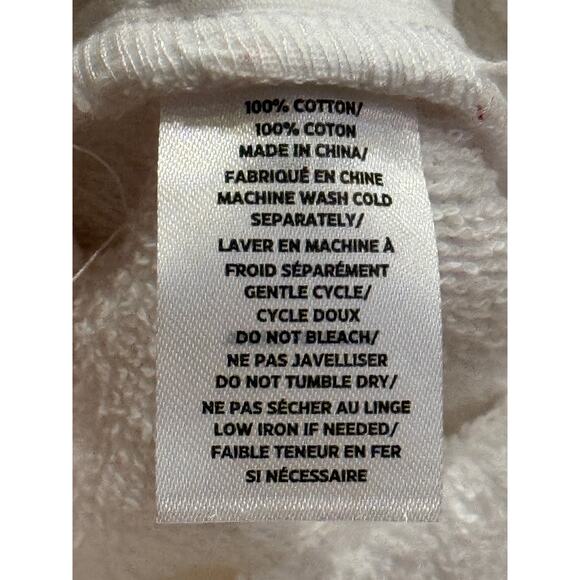 100% COTTON/
100% COTON
MADE IN CHINA/
FABRIQUÉ EN CHINE
MACHINE WASH COLD
SEPARATELY/
LAVER EN MACHINE À
FROID SÉPARÉMENT
GENTLE CYCLE/
CYCLE DOUX
DO NOT BLEACH/
NE PAS JAVELLISER
DO NOT TUMBLE DRY/
NE PAS SÉCHER AU LINGE
LOW IRON IF NEEDED/
FAIBLE TENEUR EN FER
SI NÉCESSAIRE